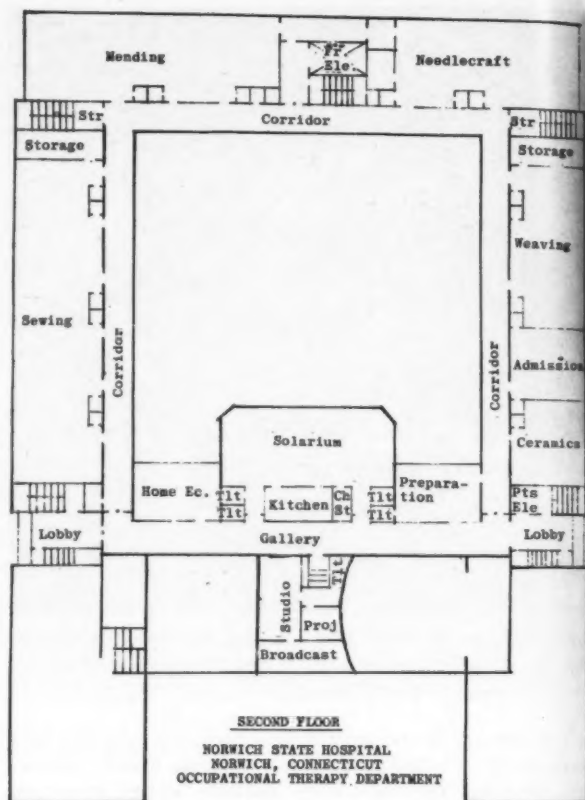 Mending
Fr
Ele
Needlecraft
Str
Corridor
Str
Storage
Storage
Weaving
Sewing
Corridor
Corridor
Admission
Solarium
Ceramics
Home Ec.
Tlt
Tlt
Kitchen
Ch
St
Tlt
Tlt
Prepara-
tion
Pts
Ele
Lobby
Gallery
Lobby
Studio
Tlt
Proj
Broadcast
SECOND FLOOR
NORWICH STATE HOSPITAL
NORWICH, CONNECTICUT
OCCUPATIONAL THERAPY DEPARTMENT